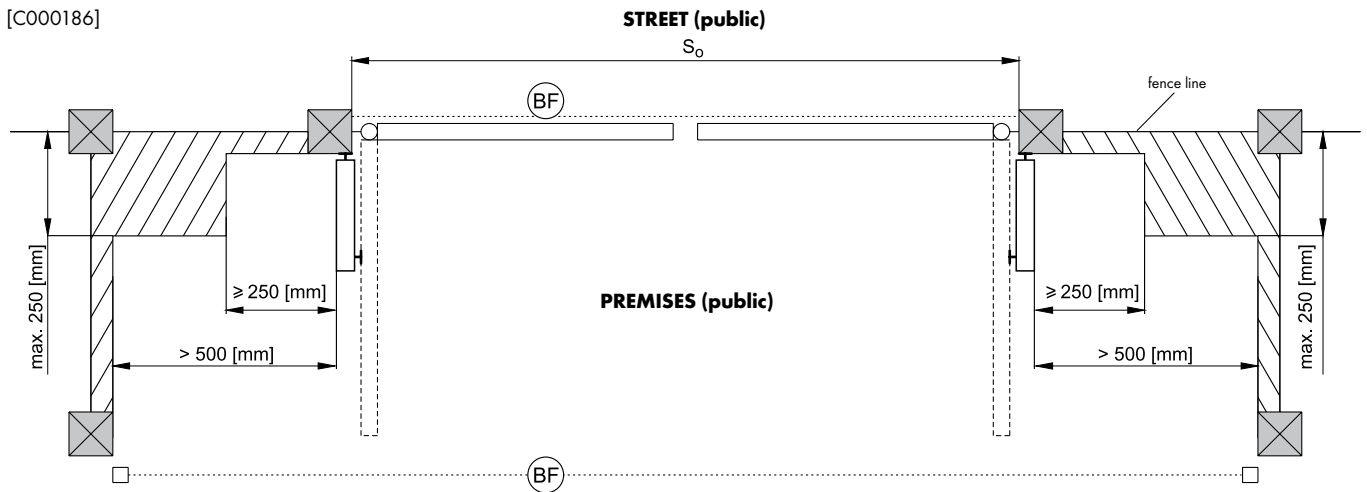 [C000186]
STREET (public)
S₀
BF
fence line
max. 250 [mm]
max. 250 [mm]
≥ 250 [mm]
≥ 250 [mm]
PREMISES (public)
> 500 [mm]
> 500 [mm]
BF